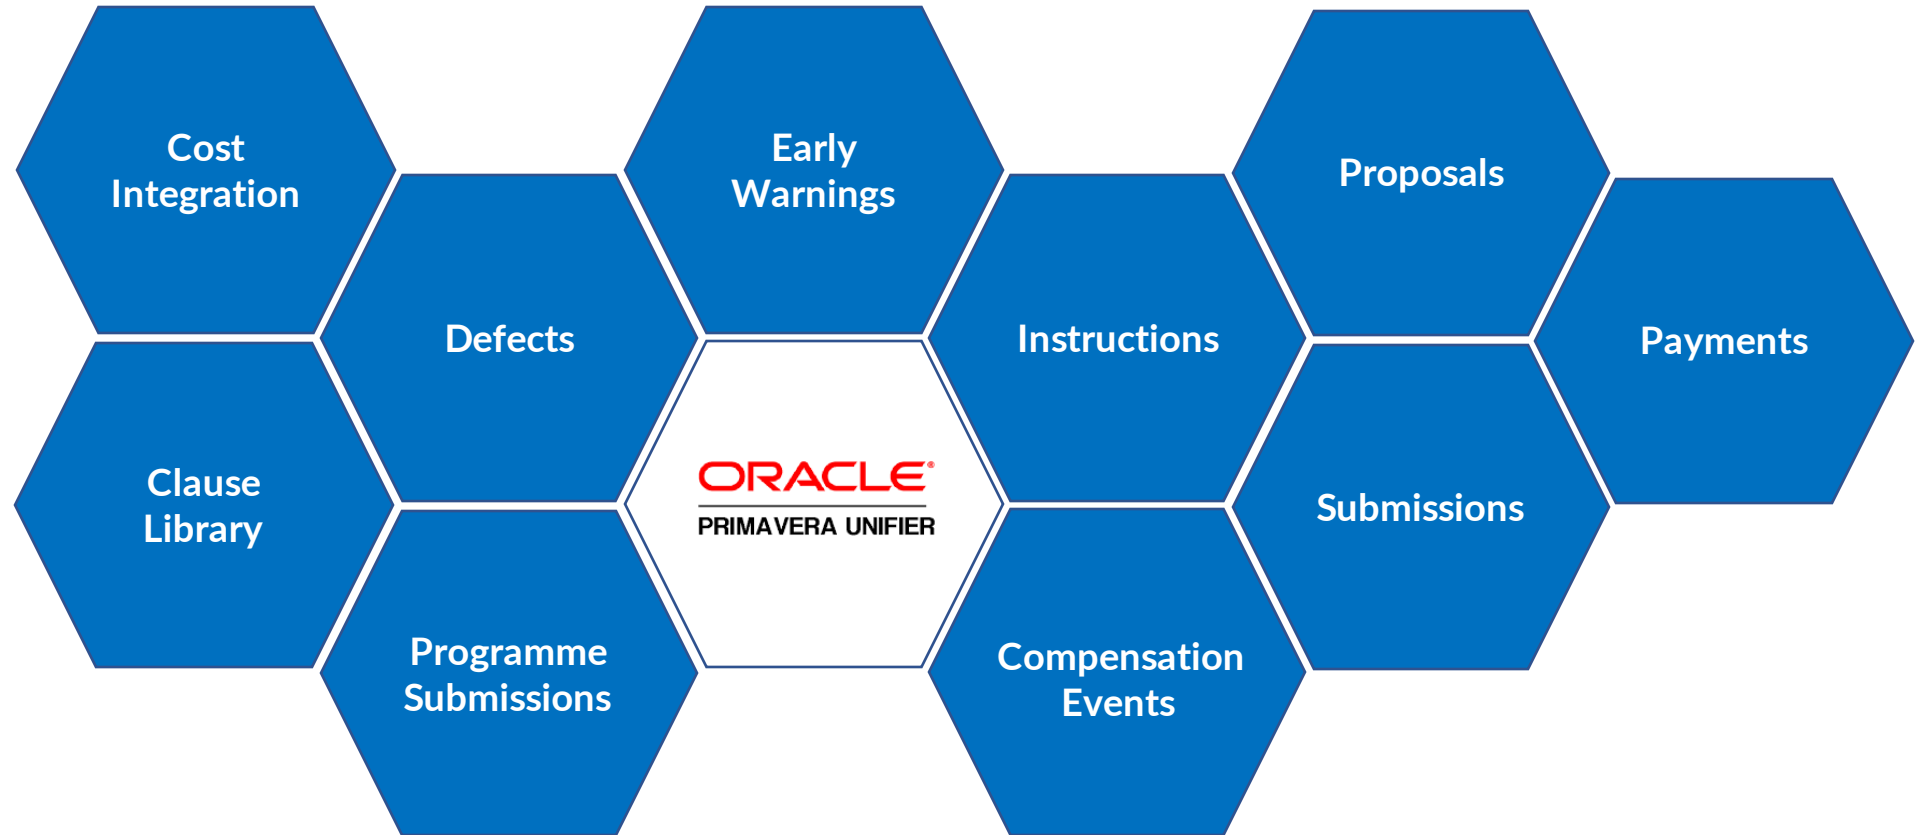 Cost
Integration
Early
Warnings
Proposals
Defects
Instructions
Payments
Clause
Library
ORACLE®
PRIMAVERA UNIFIER
Submissions
Programme
Submissions
Compensation
Events